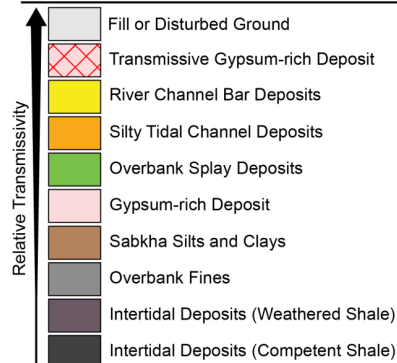 Relative Transmissivity
Fill or Disturbed Ground
Transmissive Gypsum-rich Deposit
River Channel Bar Deposits
Silty Tidal Channel Deposits
Overbank Splay Deposits
Gypsum-rich Deposit
Sabkha Silts and Clays
Overbank Fines
Intertidal Deposits (Weathered Shale)
Intertidal Deposits (Competent Shale)